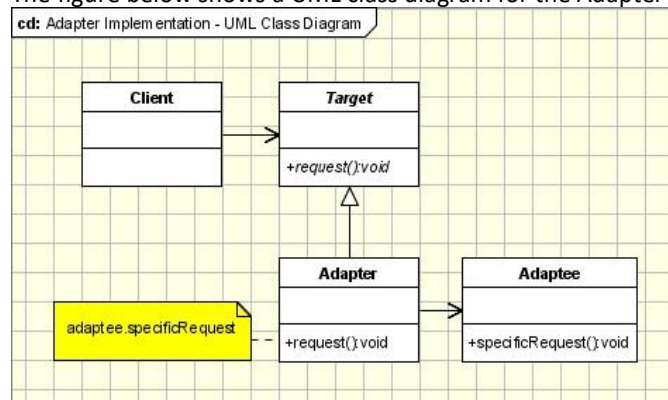 The figure below shows a UML class diagram for the Adapter
cd: Adapter Implementation - UML Class Diagram
Client
Target
+request():void
Adapter
+request():void
Adaptee
+specificRequest():void
adaptee.specificRequest